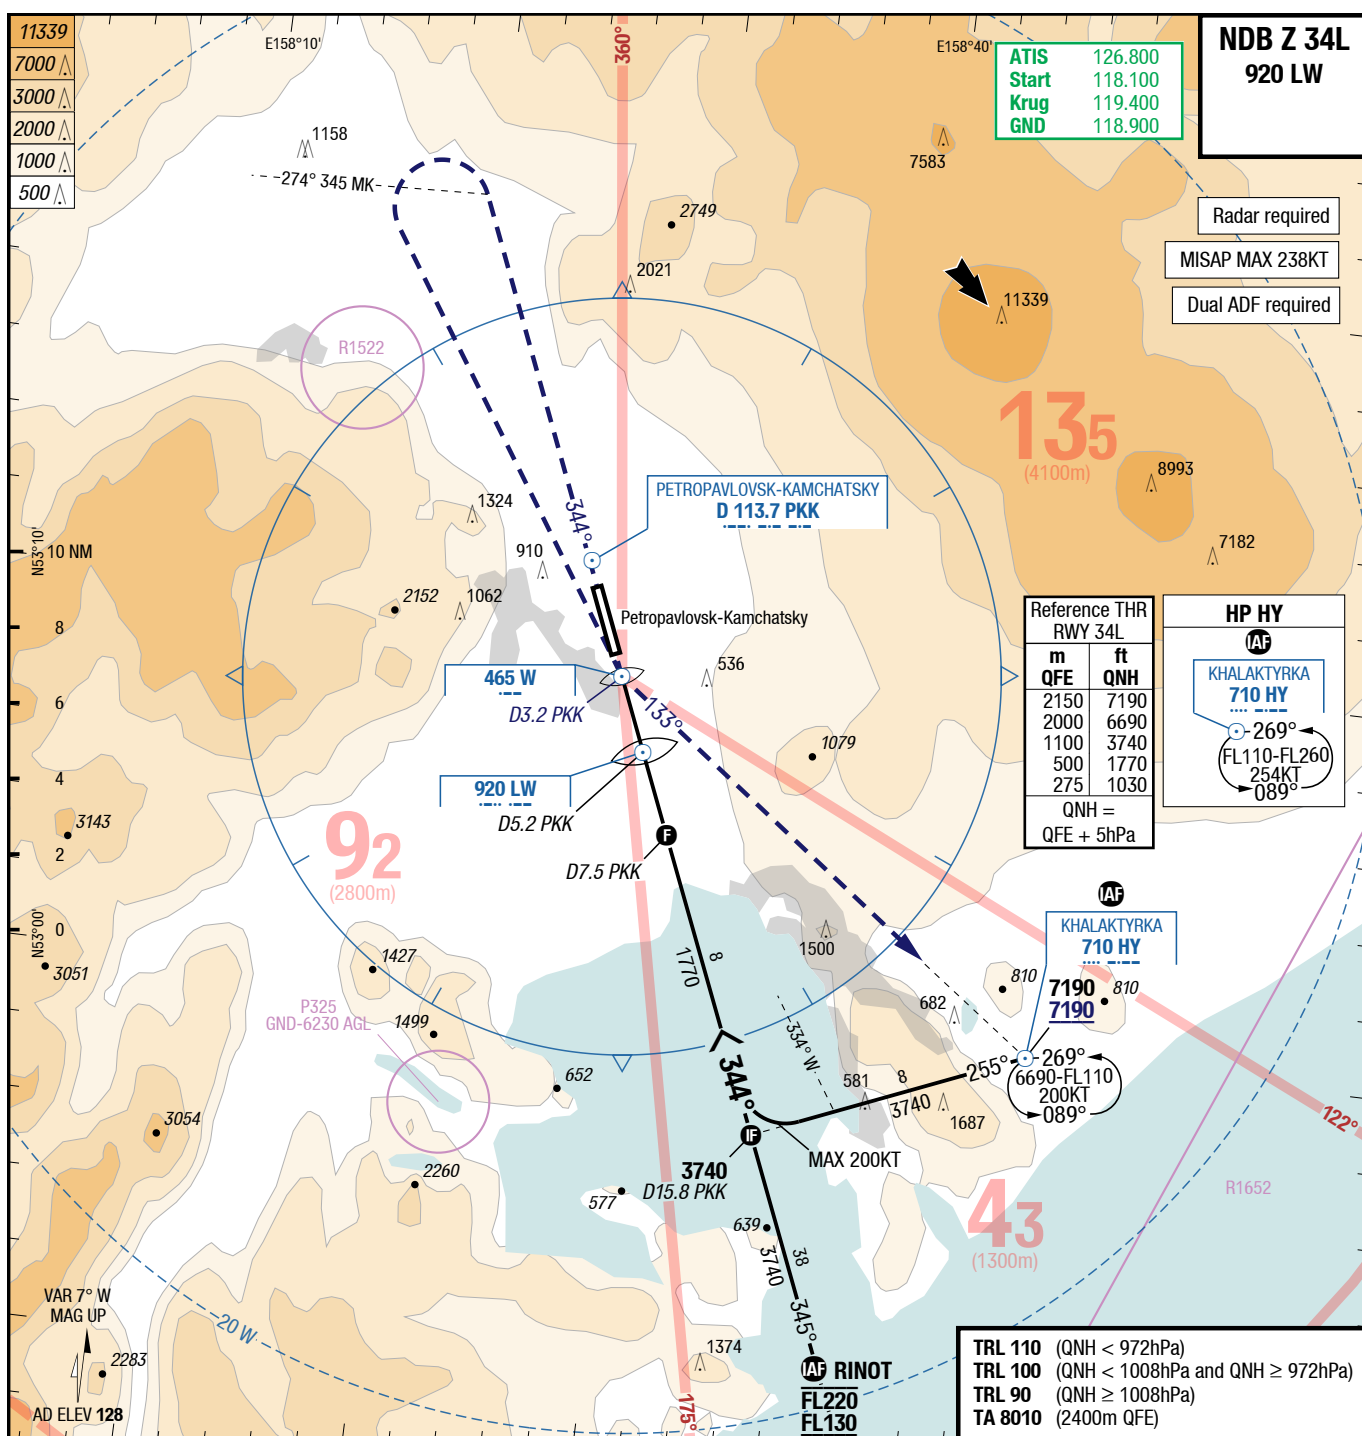 11339
7000
3000
2000
1000
500
E158°10'
360°
E158°40'
ATIS 126.800
Start 118.100
Krug 119.400
GND 118.900
NDB Z 34L
920 LW
Radar required
MISAP MAX 238KT
Dual ADF required
1158
274° 345 MK
7583
2749
2021
11339
R1522
135
(4100m)
8993
7182
1324
910
344°
PETROPAVLOVSK-KAMCHATSKY
D 113.7 PKK
N53°10'
10 NM
8
6
4
2
0
2152
1062
Petropavlovsk-Kamchatsky
536
465 W
D3.2 PKK
133°
1079
920 LW
D5.2 PKK
D7.5 PKK
F
Reference THR
RWY 34L
m ft
QFE QNH
2150 7190
2000 6690
1100 3740
500 1770
275 1030
QNH =
QFE + 5hPa
HP HY
IAF
KHALAKTYRKA
710 HY
269°
FL110-FL260
254KT
089°
3143
92
(2800m)
N53°00'
3051
1427
P325
GND-6230 AGL
1499
8
1770
1500
IAF
KHALAKTYRKA
710 HY
7190
7190
810
810
682
334° W
344°
581
8
3740
255°
269°
6690-FL110
200KT
089°
1687
122°
3054
652
2260
577
IF
3740
D15.8 PKK
MAX 200KT
639
38
3740
345°
43
(1300m)
R1652
VAR 7° W
MAG UP
2283
AD ELEV 128
20 W
1374
175°
IAF RINOT
FL220
FL130
TRL 110 (QNH < 972hPa)
TRL 100 (QNH < 1008hPa and QNH ≥ 972hPa)
TRL 90 (QNH ≥ 1008hPa)
TA 8010 (2400m QFE)